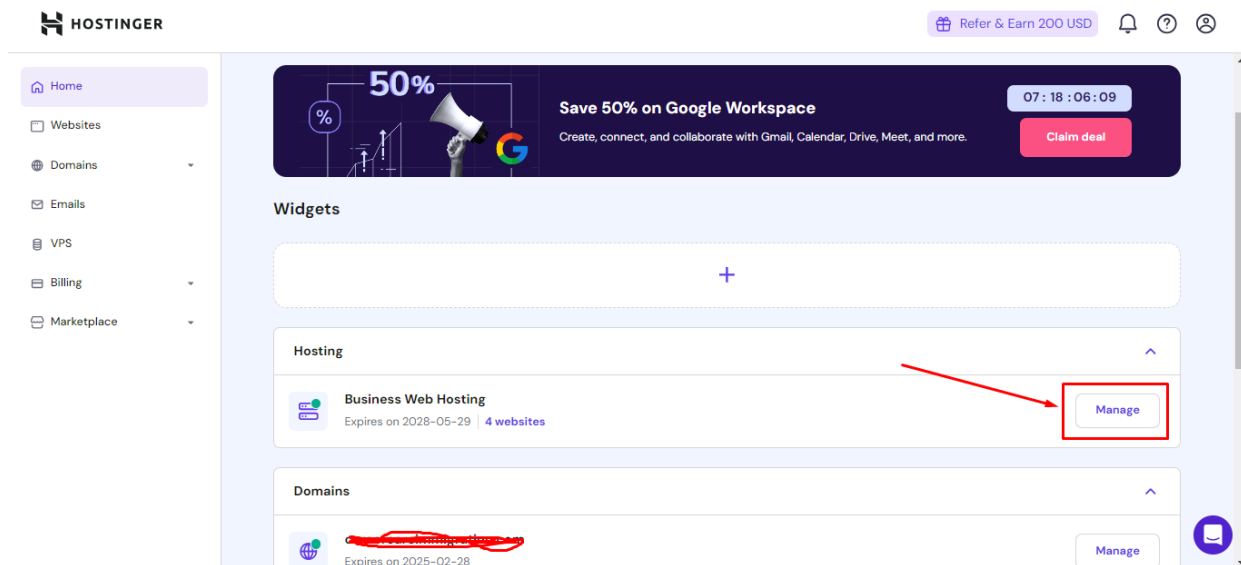 HOSTINGER
Refer & Earn 200 USD
Home
Websites
Domains
Emails
VPS
Billing
Marketplace
50%
%
Save 50% on Google Workspace
Create, connect, and collaborate with Gmail, Calendar, Drive, Meet, and more.
07 : 18 : 06 : 09
Claim deal
Widgets
Hosting
Business Web Hosting
Expires on 2028-05-29 | 4 websites
Manage
Domains
Expires on 2025-02-28
Manage